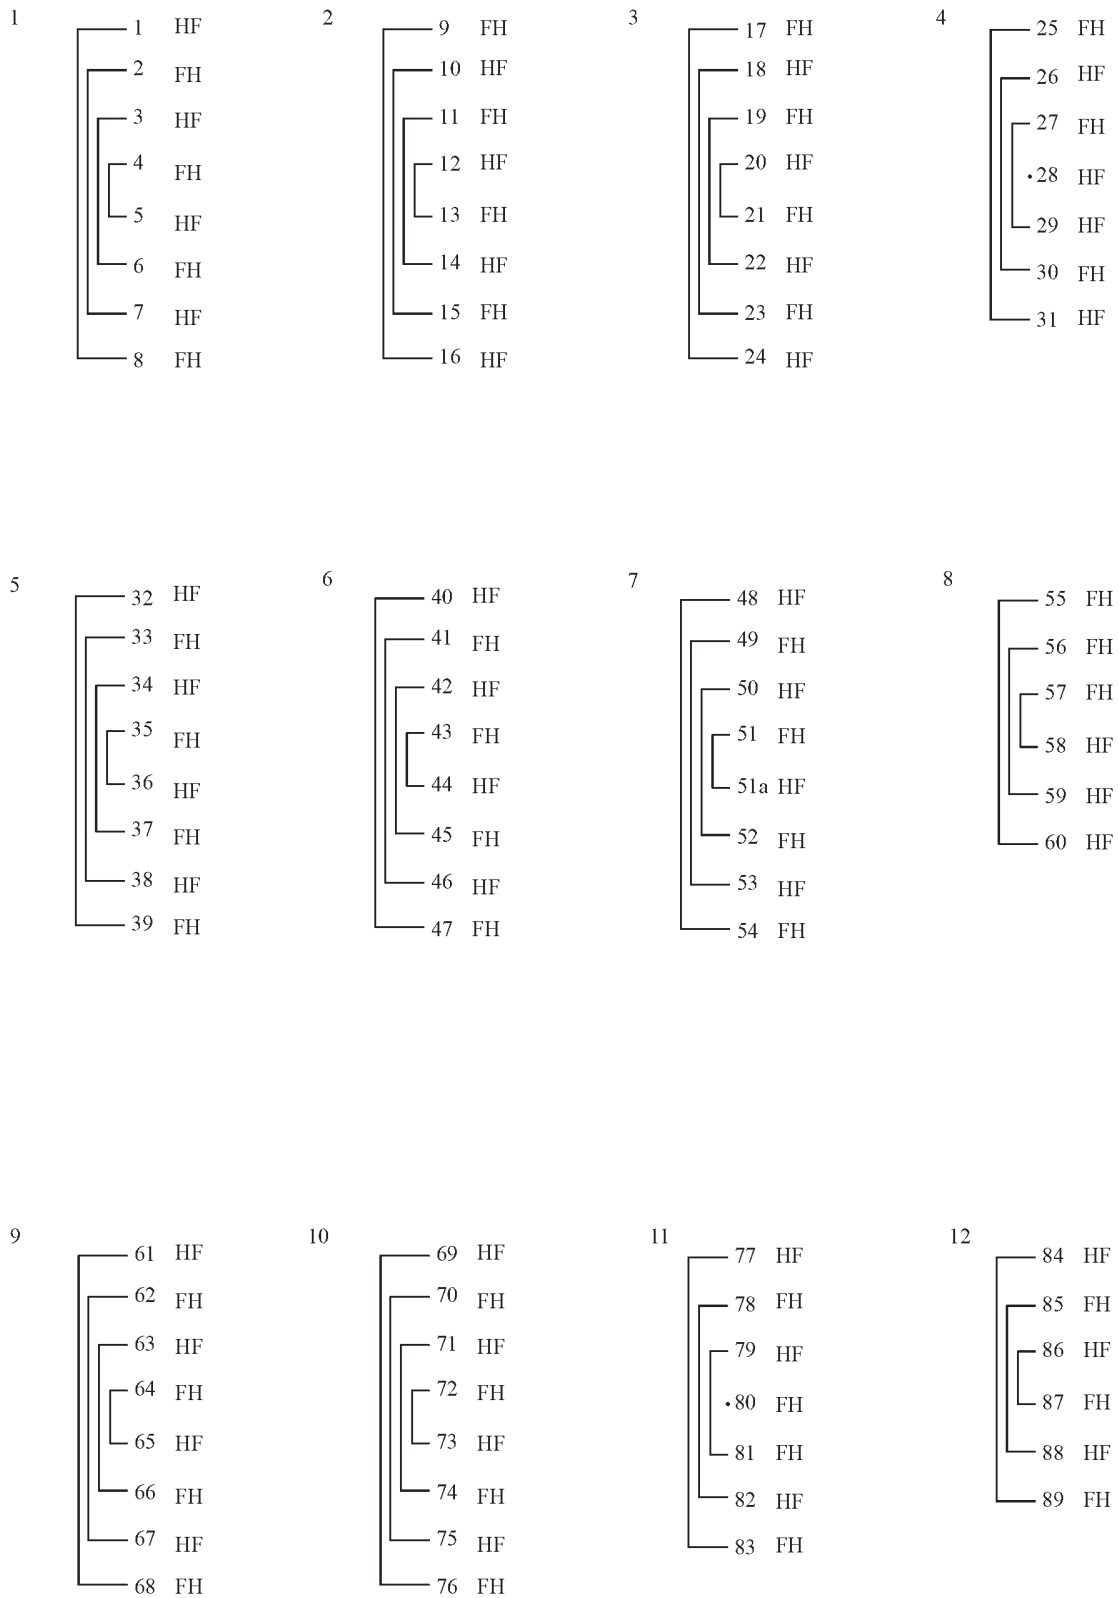 1
1 HF
2 FH
3 HF
4 FH
5 HF
6 FH
7 HF
8 FH
2
9 FH
10 HF
11 FH
12 HF
13 FH
14 HF
15 FH
16 HF
3
17 FH
18 HF
19 FH
20 HF
21 FH
22 HF
23 FH
24 HF
4
25 FH
26 HF
27 FH
·28 HF
29 HF
30 FH
31 HF
5
32 HF
33 FH
34 HF
35 FH
36 HF
37 FH
38 HF
39 FH
6
40 HF
41 FH
42 HF
43 FH
44 HF
45 FH
46 HF
47 FH
7
48 HF
49 FH
50 HF
51 FH
51a HF
52 FH
53 HF
54 FH
8
55 FH
56 FH
57 FH
58 HF
59 HF
60 HF
9
61 HF
62 FH
63 HF
64 FH
65 HF
66 FH
67 HF
68 FH
10
69 HF
70 FH
71 HF
72 FH
73 HF
74 FH
75 HF
76 FH
11
77 HF
78 FH
79 HF
·80 FH
81 FH
82 HF
83 FH
12
84 HF
85 FH
86 HF
87 FH
88 HF
89 FH